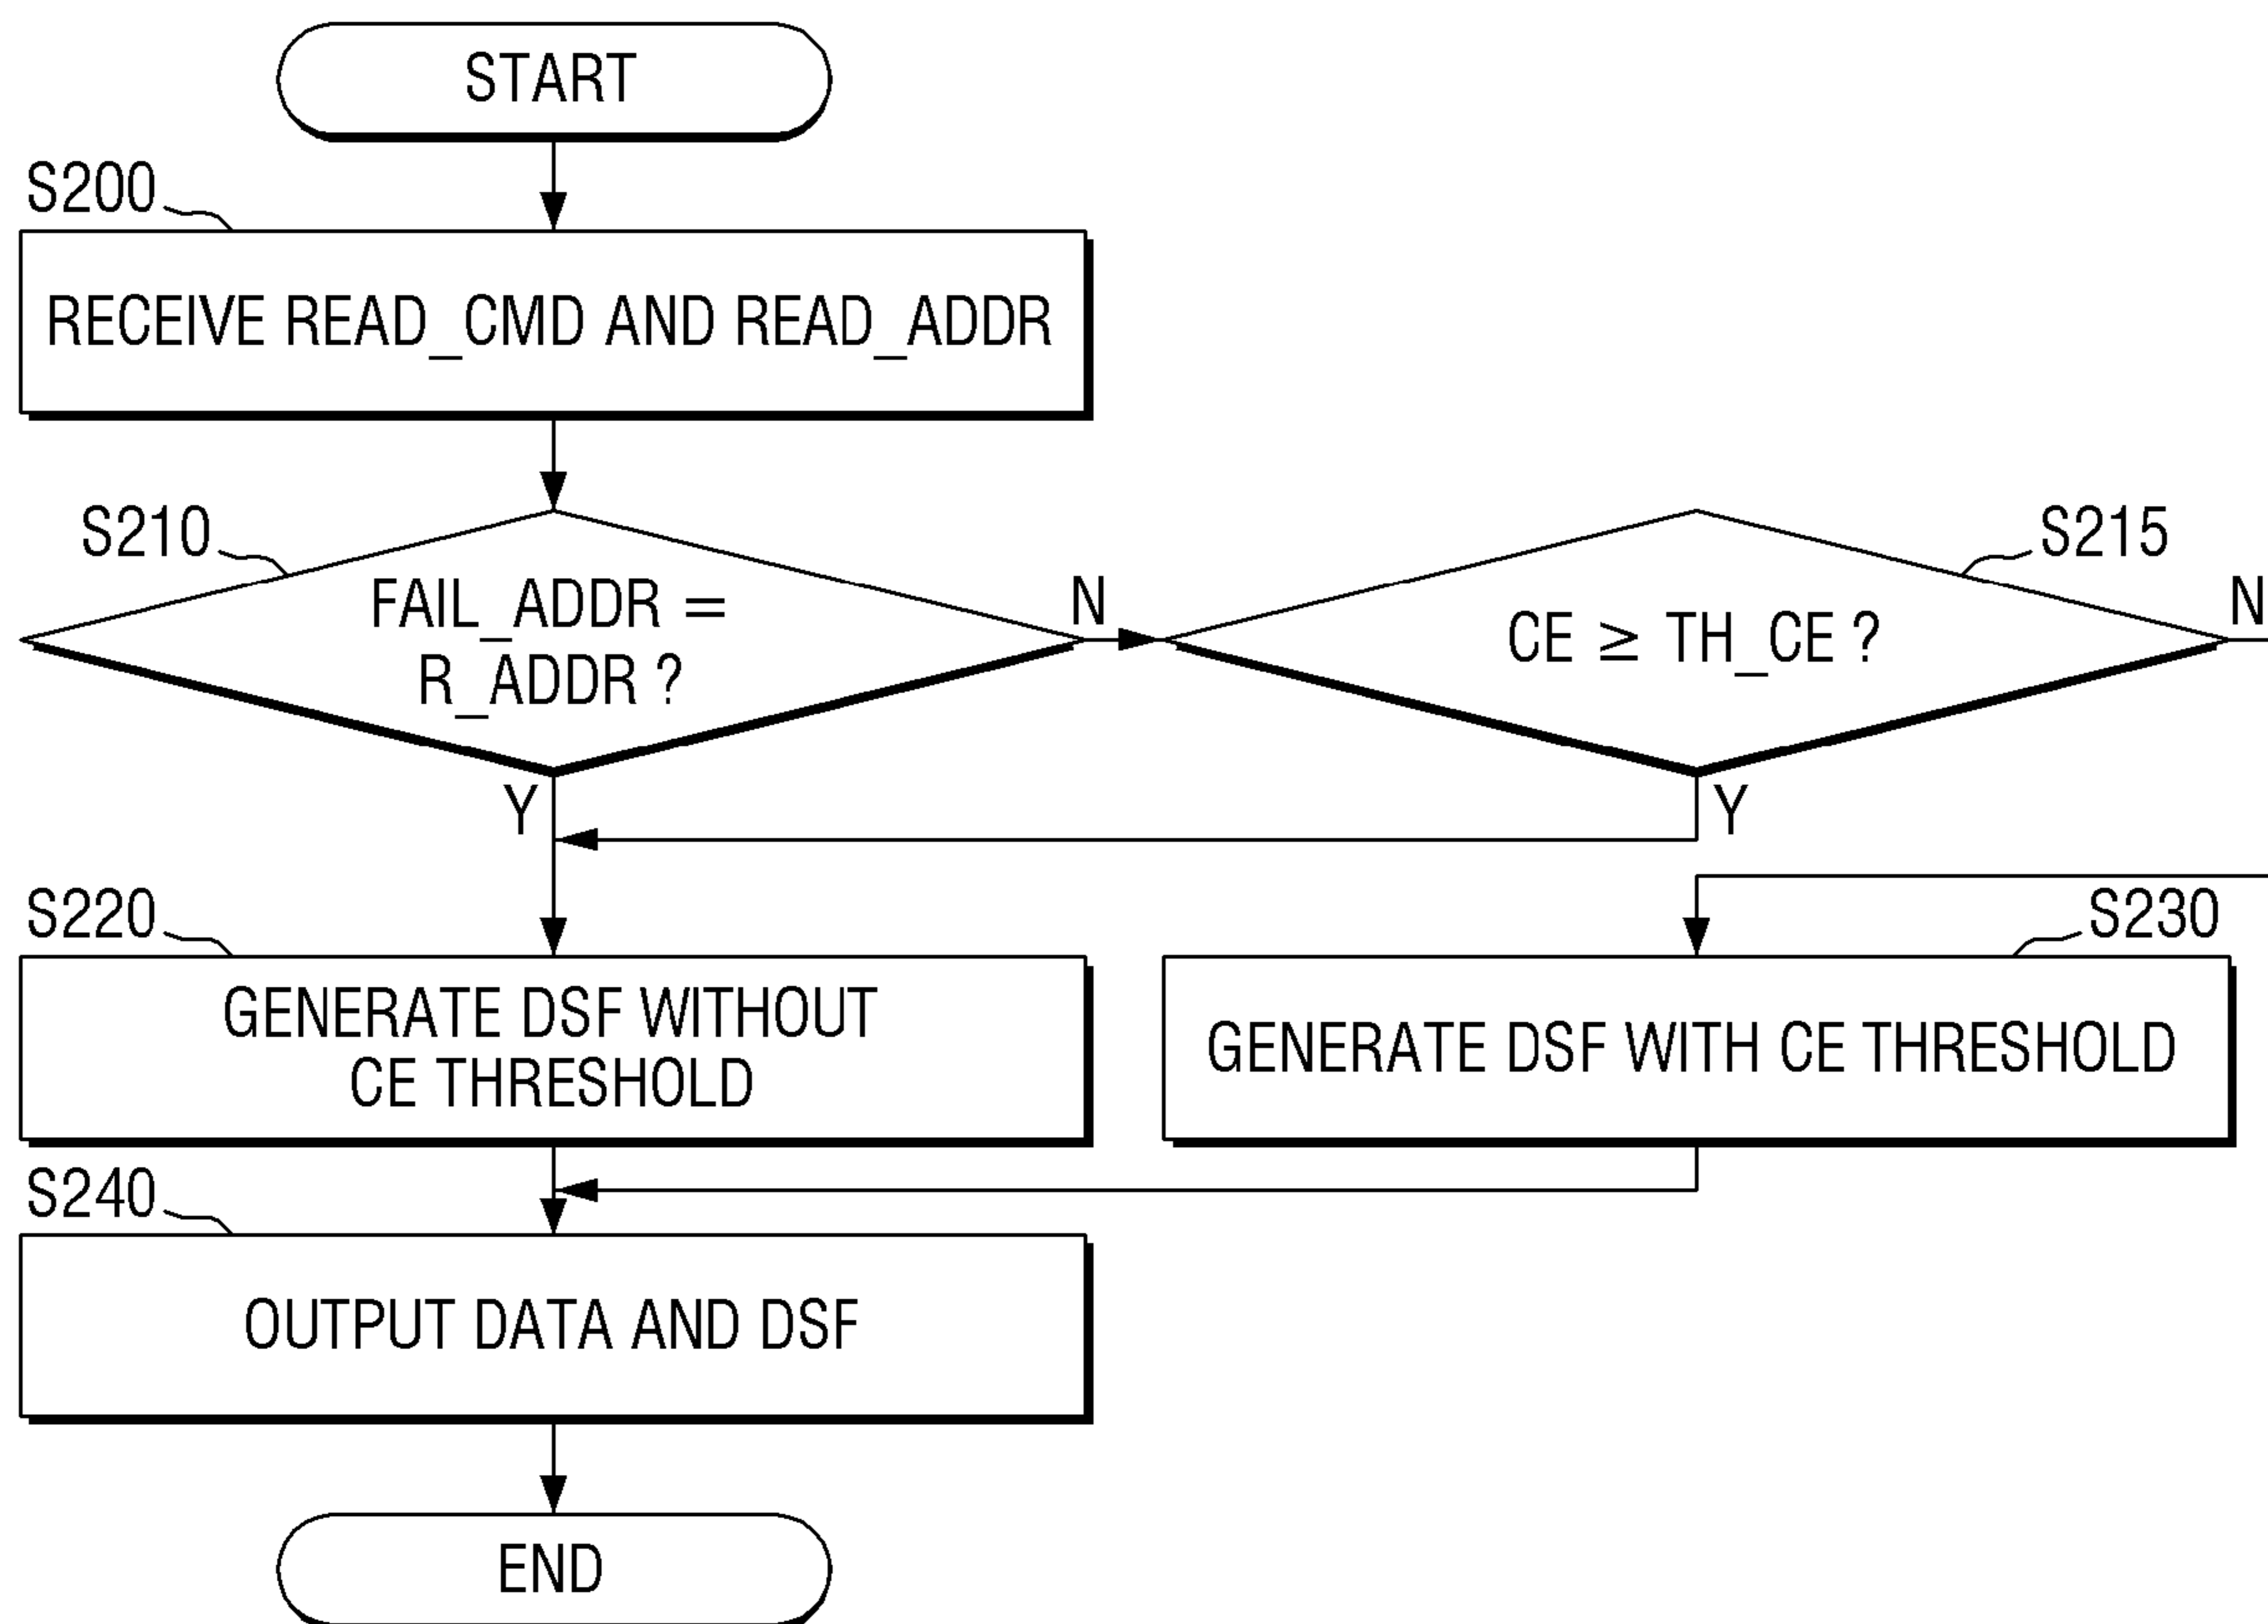 START
S200
RECEIVE READ_CMD AND READ_ADDR
S210
FAIL_ADDR =
R_ADDR ?
N
S215
CE ≥ TH_CE ?
N
Y
Y
S220
GENERATE DSF WITHOUT
CE THRESHOLD
S230
GENERATE DSF WITH CE THRESHOLD
S240
OUTPUT DATA AND DSF
END